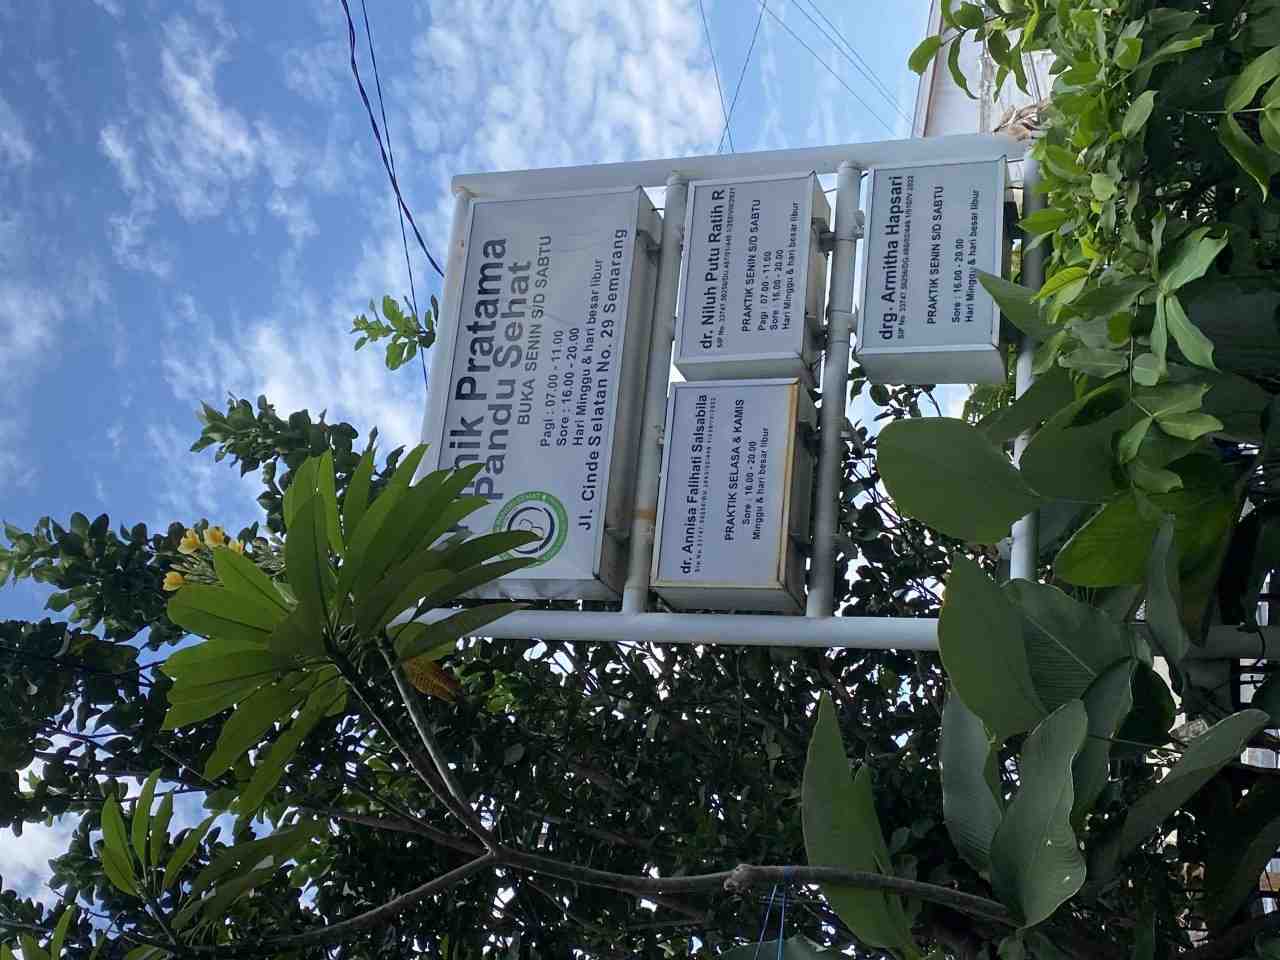 Pratama
Pandu Sehat
BUKA SENIN S/D SABTU
Pagi : 07.00 - 11.00
Sore : 16.00 - 20.00
Hari Minggu & hari besar libur
Jl. Cinde Selatan No. 29 Semarang
dr. Annisa Falihati Salsabila
PRAKTIK SELASA & KAMIS
Sore : 16.00 - 20.00
Minggu & hari besar libur
dr. Niluh Putu Ratih R
PRAKTIK SENIN S/D SABTU
Pagi : 07.00 - 11.00
Sore : 16.00 - 20.00
Hari Minggu & hari besar libur
drg. Armitha Hapsari
PRAKTIK SENIN S/D SABTU
Sore : 16.00 - 20.00
Hari Minggu & hari besar libur